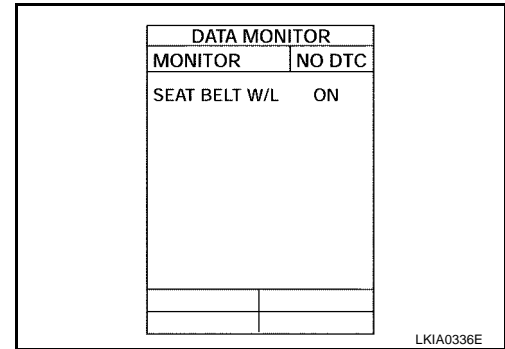 DATA MONITOR
MONITOR NO DTC
SEAT BELT W/L ON
LKIA0336E